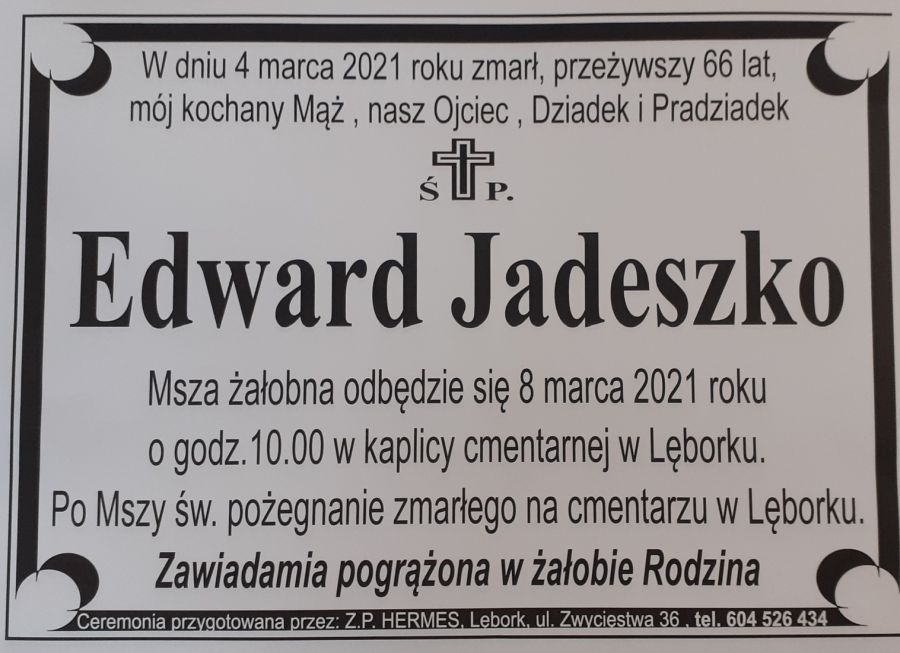 W dniu 4 marca 2021 roku zmarł, przeżywszy 66 lat,
mój kochany Mąż , nasz Ojciec , Dziadek i Pradziadek
Ś P.
Edward Jadeszko
Msza żałobna odbędzie się 8 marca 2021 roku
o godz.10.00 w kaplicy cmentarnej w Lęborku.
Po Mszy św. pożegnanie zmarłego na cmentarzu w Lęborku.
Zawiadamia pogrążona w żałobie Rodzina
Ceremonia przygotowana przez: Z.P. HERMES, Lębork, ul. Zwycięstwa 36 , tel. 604 526 434